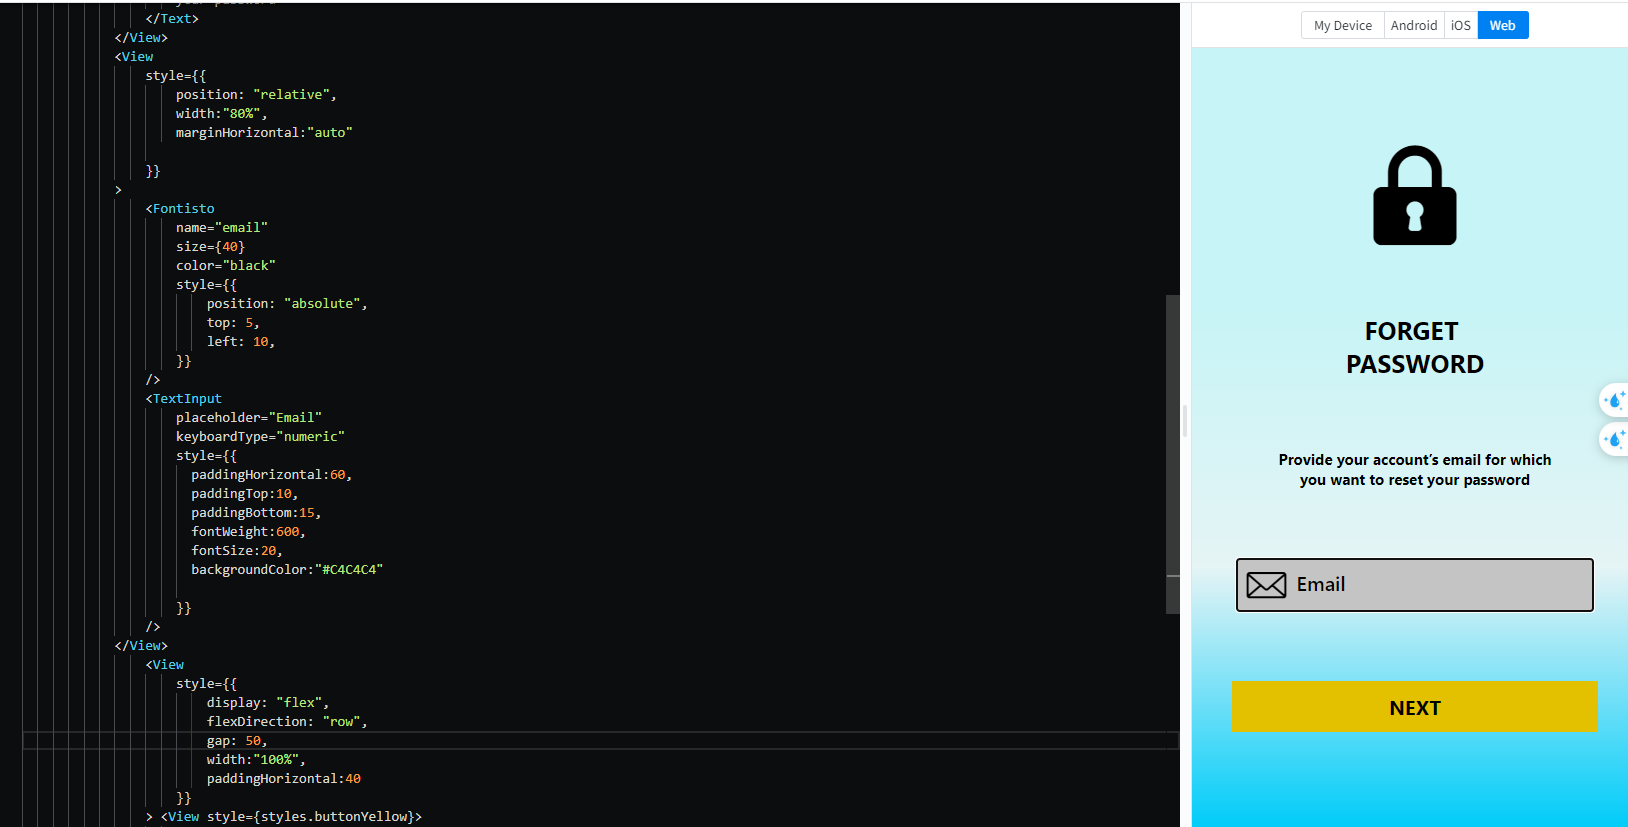 your password
</Text>
</View>
<View
style={{
position: "relative",
width:"80%",
marginHorizontal:"auto"
}}
>
<Fontisto
name="email"
size={40}
color="black"
style={{
position: "absolute",
top: 5,
left: 10,
}}
/>
<TextInput
placeholder="Email"
keyboardType="numeric"
style={{
paddingHorizontal:60,
paddingTop:10,
paddingBottom:15,
fontWeight:600,
fontSize:20,
backgroundColor:"#C4C4C4"
}}
/>
</View>
<View
style={{
display: "flex",
flexDirection: "row",
gap: 50,
width:"100%",
paddingHorizontal:40
}}
> <View style={styles.buttonYellow}>
My Device Android iOS Web
FORGET
PASSWORD
Provide your account's email for which
you want to reset your password
Email
NEXT